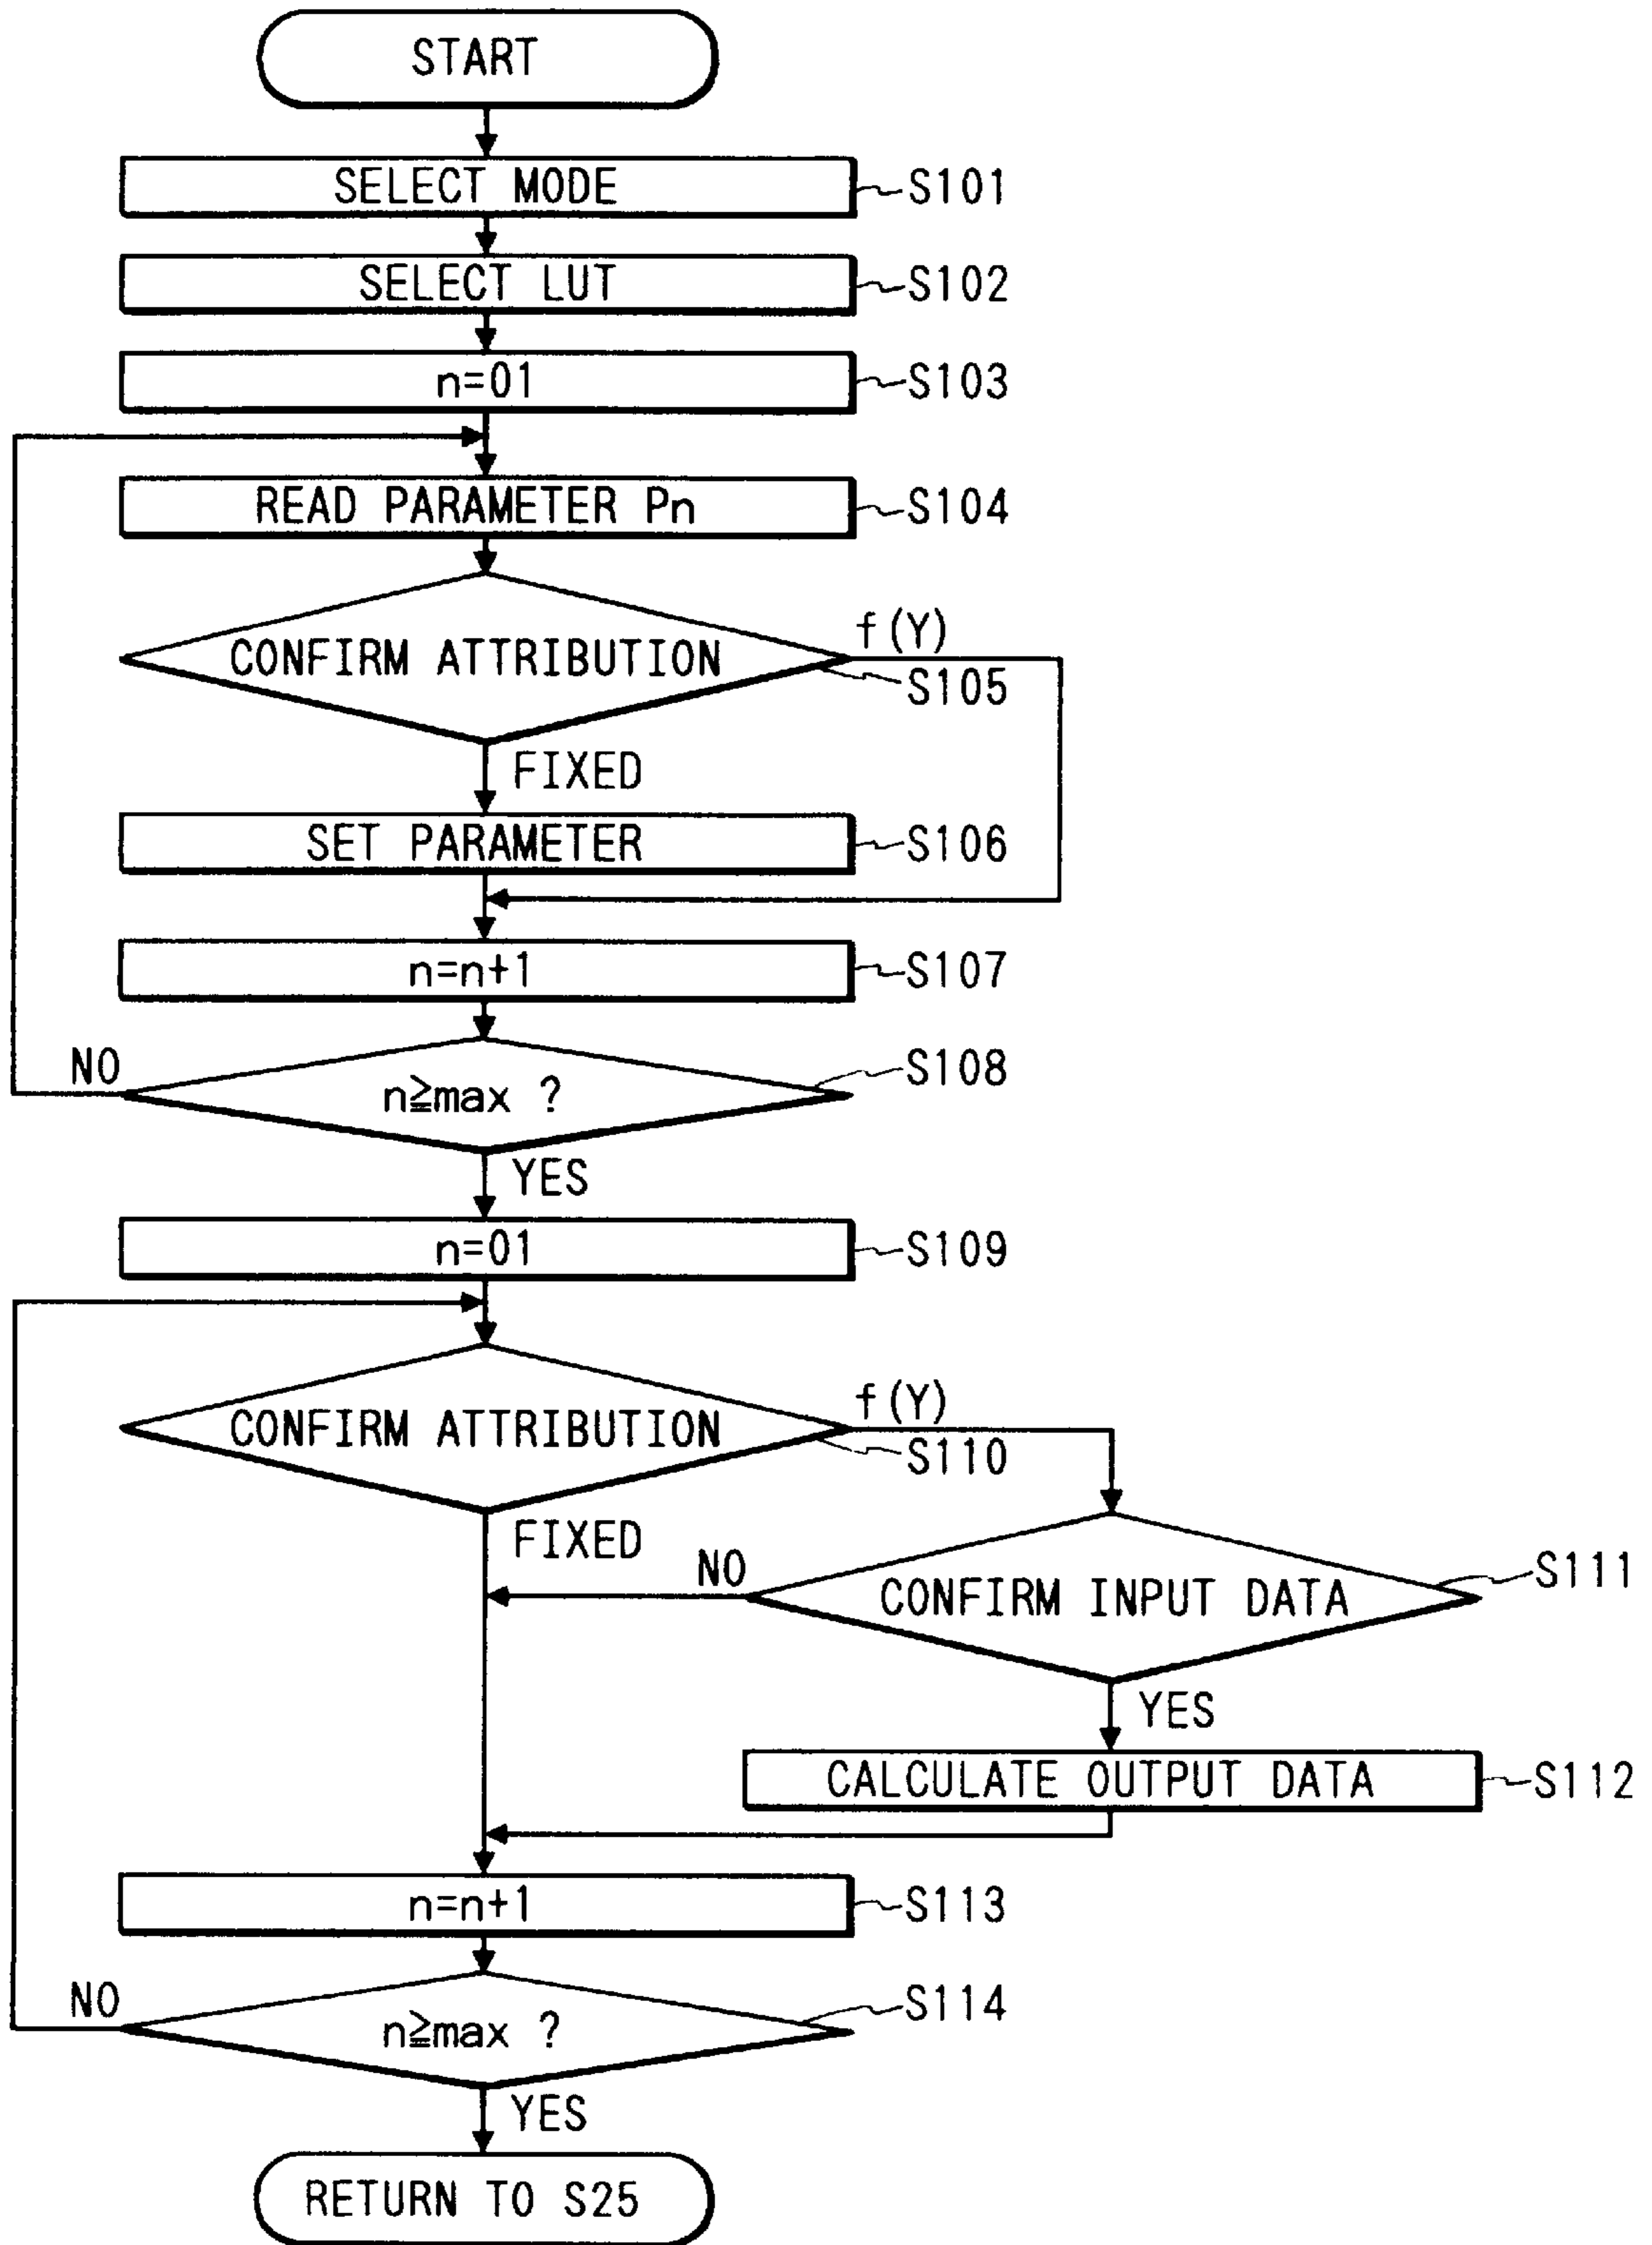 START
SELECT MODE
S101
SELECT LUT
S102
n=01
S103
READ PARAMETER Pn
S104
CONFIRM ATTRIBUTION
f(Y)
S105
FIXED
SET PARAMETER
S106
n=n+1
S107
NO
n≧max ?
S108
YES
n=01
S109
CONFIRM ATTRIBUTION
f(Y)
S110
FIXED
NO
CONFIRM INPUT DATA
S111
YES
CALCULATE OUTPUT DATA
S112
n=n+1
S113
NO
n≧max ?
S114
YES
RETURN TO S25